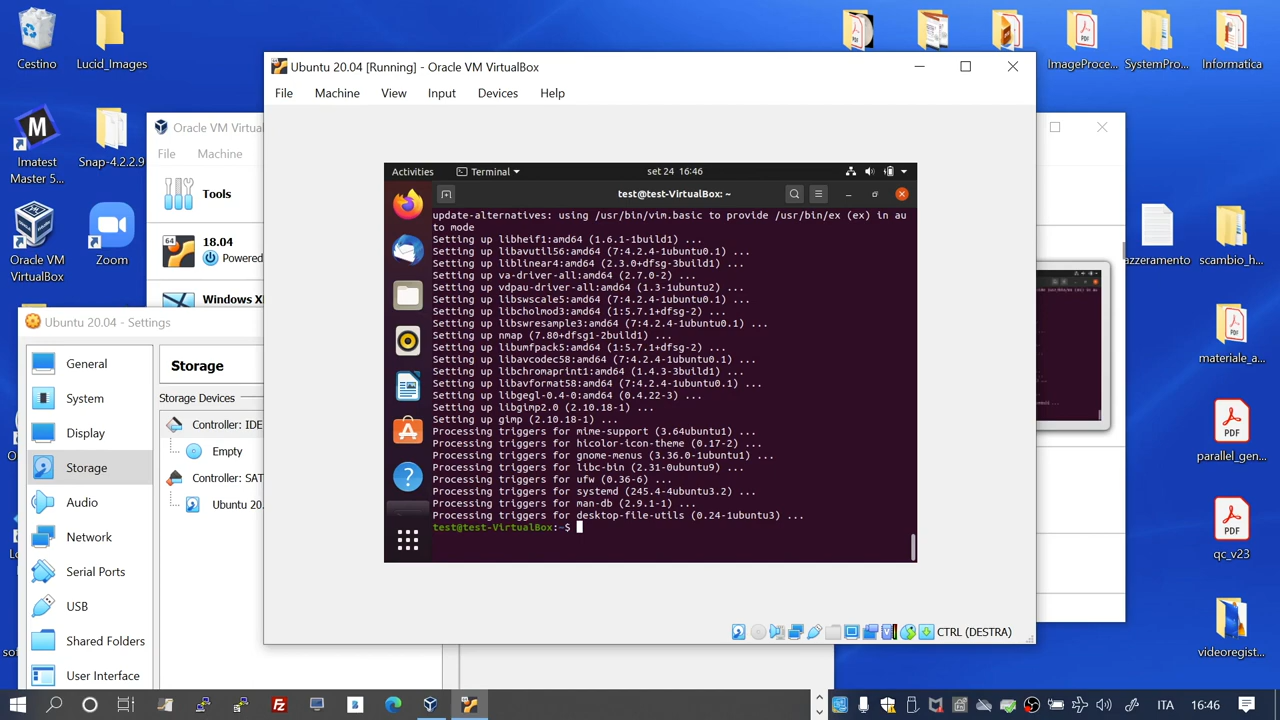 Cestino
Lucid_Images
ImageProce...
SystemPro...
Informatica
Ubuntu 20.04 [Running] - Oracle VM VirtualBox
File Machine View Input Devices Help
Oracle VM Virtua
File Machine
Imatest
Master 5...
Snap-4.2.2.9
Tools
Activities
Terminal
set 24 16:46
test@test-VirtualBox: ~
update-alternatives: using /usr/bin/vim.basic to provide /usr/bin/ex (ex) in au
to mode
Setting up libheif1:amd64 (1.6.1-1build1) ...
Setting up libavutil56:amd64 (7:4.2.4-1ubuntu0.1) ...
Setting up liblinear4:amd64 (2.3.0+dfsg-3build1) ...
Setting up va-driver-all:amd64 (2.7.0-2) ...
Setting up vdpau-driver-all:amd64 (1.3-1ubuntu2) ...
Setting up libswscale5:amd64 (7:4.2.4-1ubuntu0.1) ...
Setting up libcholmod3:amd64 (1:5.7.1+dfsg-2) ...
Setting up libswresample3:amd64 (7:4.2.4-1ubuntu0.1) ...
Setting up nmap (7.80+dfsg1-2build1) ...
Setting up libumfpack5:amd64 (1:5.7.1+dfsg-2) ...
Setting up libavcodec58:amd64 (7:4.2.4-1ubuntu0.1) ...
Setting up libchromaprint1:amd64 (1.4.3-3build1) ...
Setting up libavformat58:amd64 (7:4.2.4-1ubuntu0.1) ...
Setting up libgegl-0.4-0:amd64 (0.4.22-3) ...
Setting up libgimp2.0 (2.10.18-1) ...
Setting up gimp (2.10.18-1) ...
Processing triggers for mime-support (3.64ubuntu1) ...
Processing triggers for hicolor-icon-theme (0.17-2) ...
Processing triggers for gnome-menus (3.36.0-1ubuntu1) ...
Processing triggers for libc-bin (2.31-0ubuntu9) ...
Processing triggers for ufw (0.36-6) ...
Processing triggers for systemd (245.4-4ubuntu3.2) ...
Processing triggers for man-db (2.9.1-1) ...
Processing triggers for desktop-file-utils (0.24-1ubuntu3) ...
test@test-VirtualBox:~$
Oracle VM
VirtualBox
Zoom
64
18.04
Powered
Windows X
azzeramento
scambio_h...
Ubuntu 20.04 - Settings
General
System
Display
Storage
Audio
Network
Serial Ports
USB
Shared Folders
User Interface
Storage
Storage Devices
Controller: IDE
Empty
Controller: SAT
Ubuntu 20.
materiale_a...
PDF
parallel_gen...
PDF
qc_v23
videoregist...
CTRL (DESTRA)
ITA
16:46